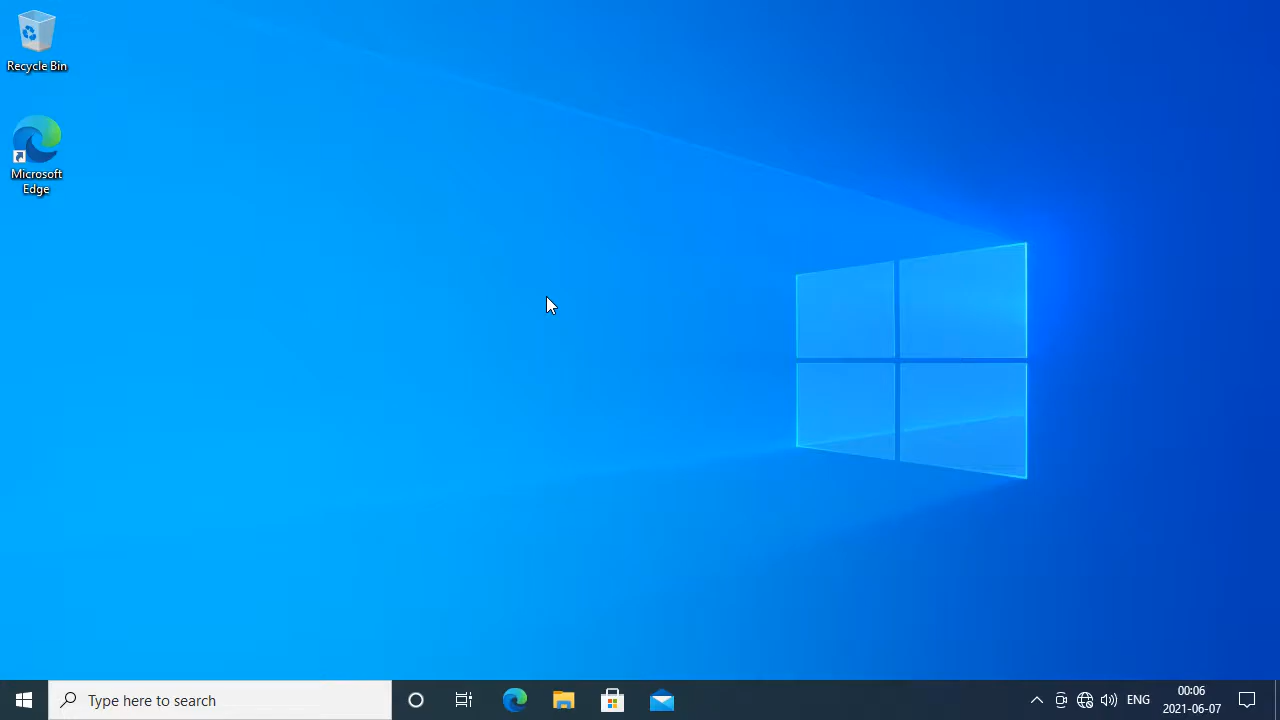 Recycle Bin
Microsoft
Edge
Type here to search
ENG
00:06
2021-06-07